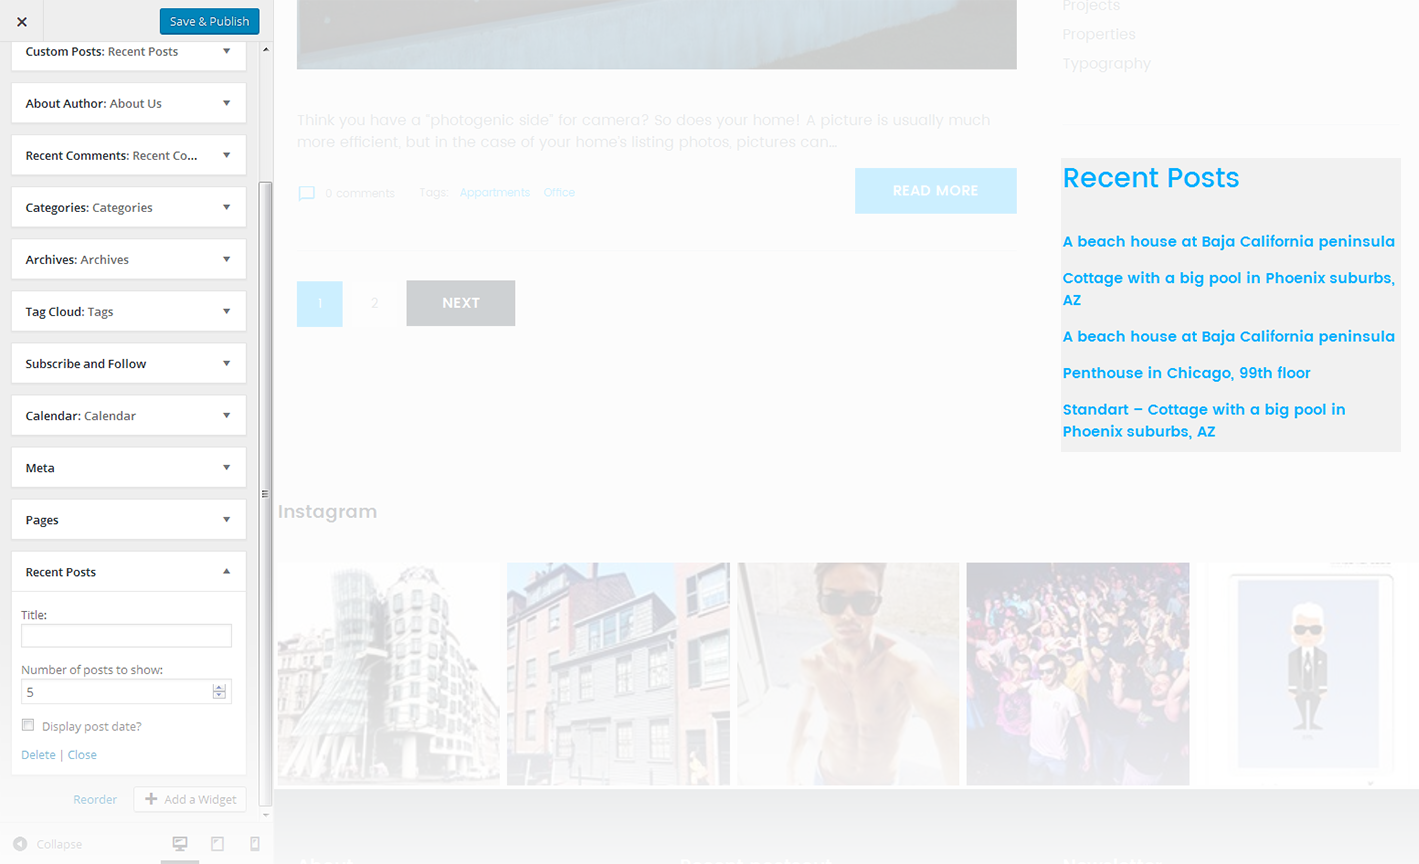 Save & Publish
Custom Posts: Recent Posts
About Author: About Us
Recent Comments: Recent Co...
Categories: Categories
Archives: Archives
Tag Cloud: Tags
Subscribe and Follow
Calendar: Calendar
Meta
Pages
Recent Posts
Title:
Number of posts to show:
5
Display post date?
Delete | Close
Reorder
Add a Widget
Collapse
Think you have a "photogenic side" for camera? So does your home! A picture is usually much
more efficient, but in the case of your home's listing photos, pictures can...
0 comments Tags: Appartments Office
READ MORE
1 2 NEXT
Projects
Properties
Typography
Recent Posts
A beach house at Baja California peninsula
Cottage with a big pool in Phoenix suburbs,
AZ
A beach house at Baja California peninsula
Penthouse in Chicago, 99th floor
Standart – Cottage with a big pool in
Phoenix suburbs, AZ
Instagram